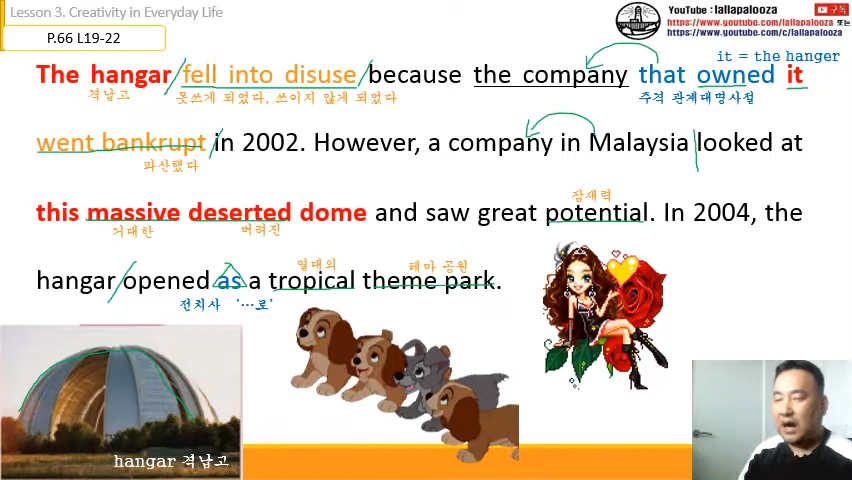 Lesson 3. Creativity in Everyday Life
P.66 L19-22
YouTube : lallapalooza 구독
https://www.youtube.com/lallapalooza 또는
https://www.youtube.com/c/lallapalooza
it = the hanger
The hangar fell into disuse because the company that owned it
격납고 못쓰게 되었다, 쓰이지 않게 되었다 주격 관계대명사절
went bankrupt in 2002. However, a company in Malaysia looked at
파산했다
잠재력
this massive deserted dome and saw great potential. In 2004, the
거대한 버려진
열대의 테마 공원
hangar opened as a tropical theme park.
전치사 '…로'
hangar 격납고